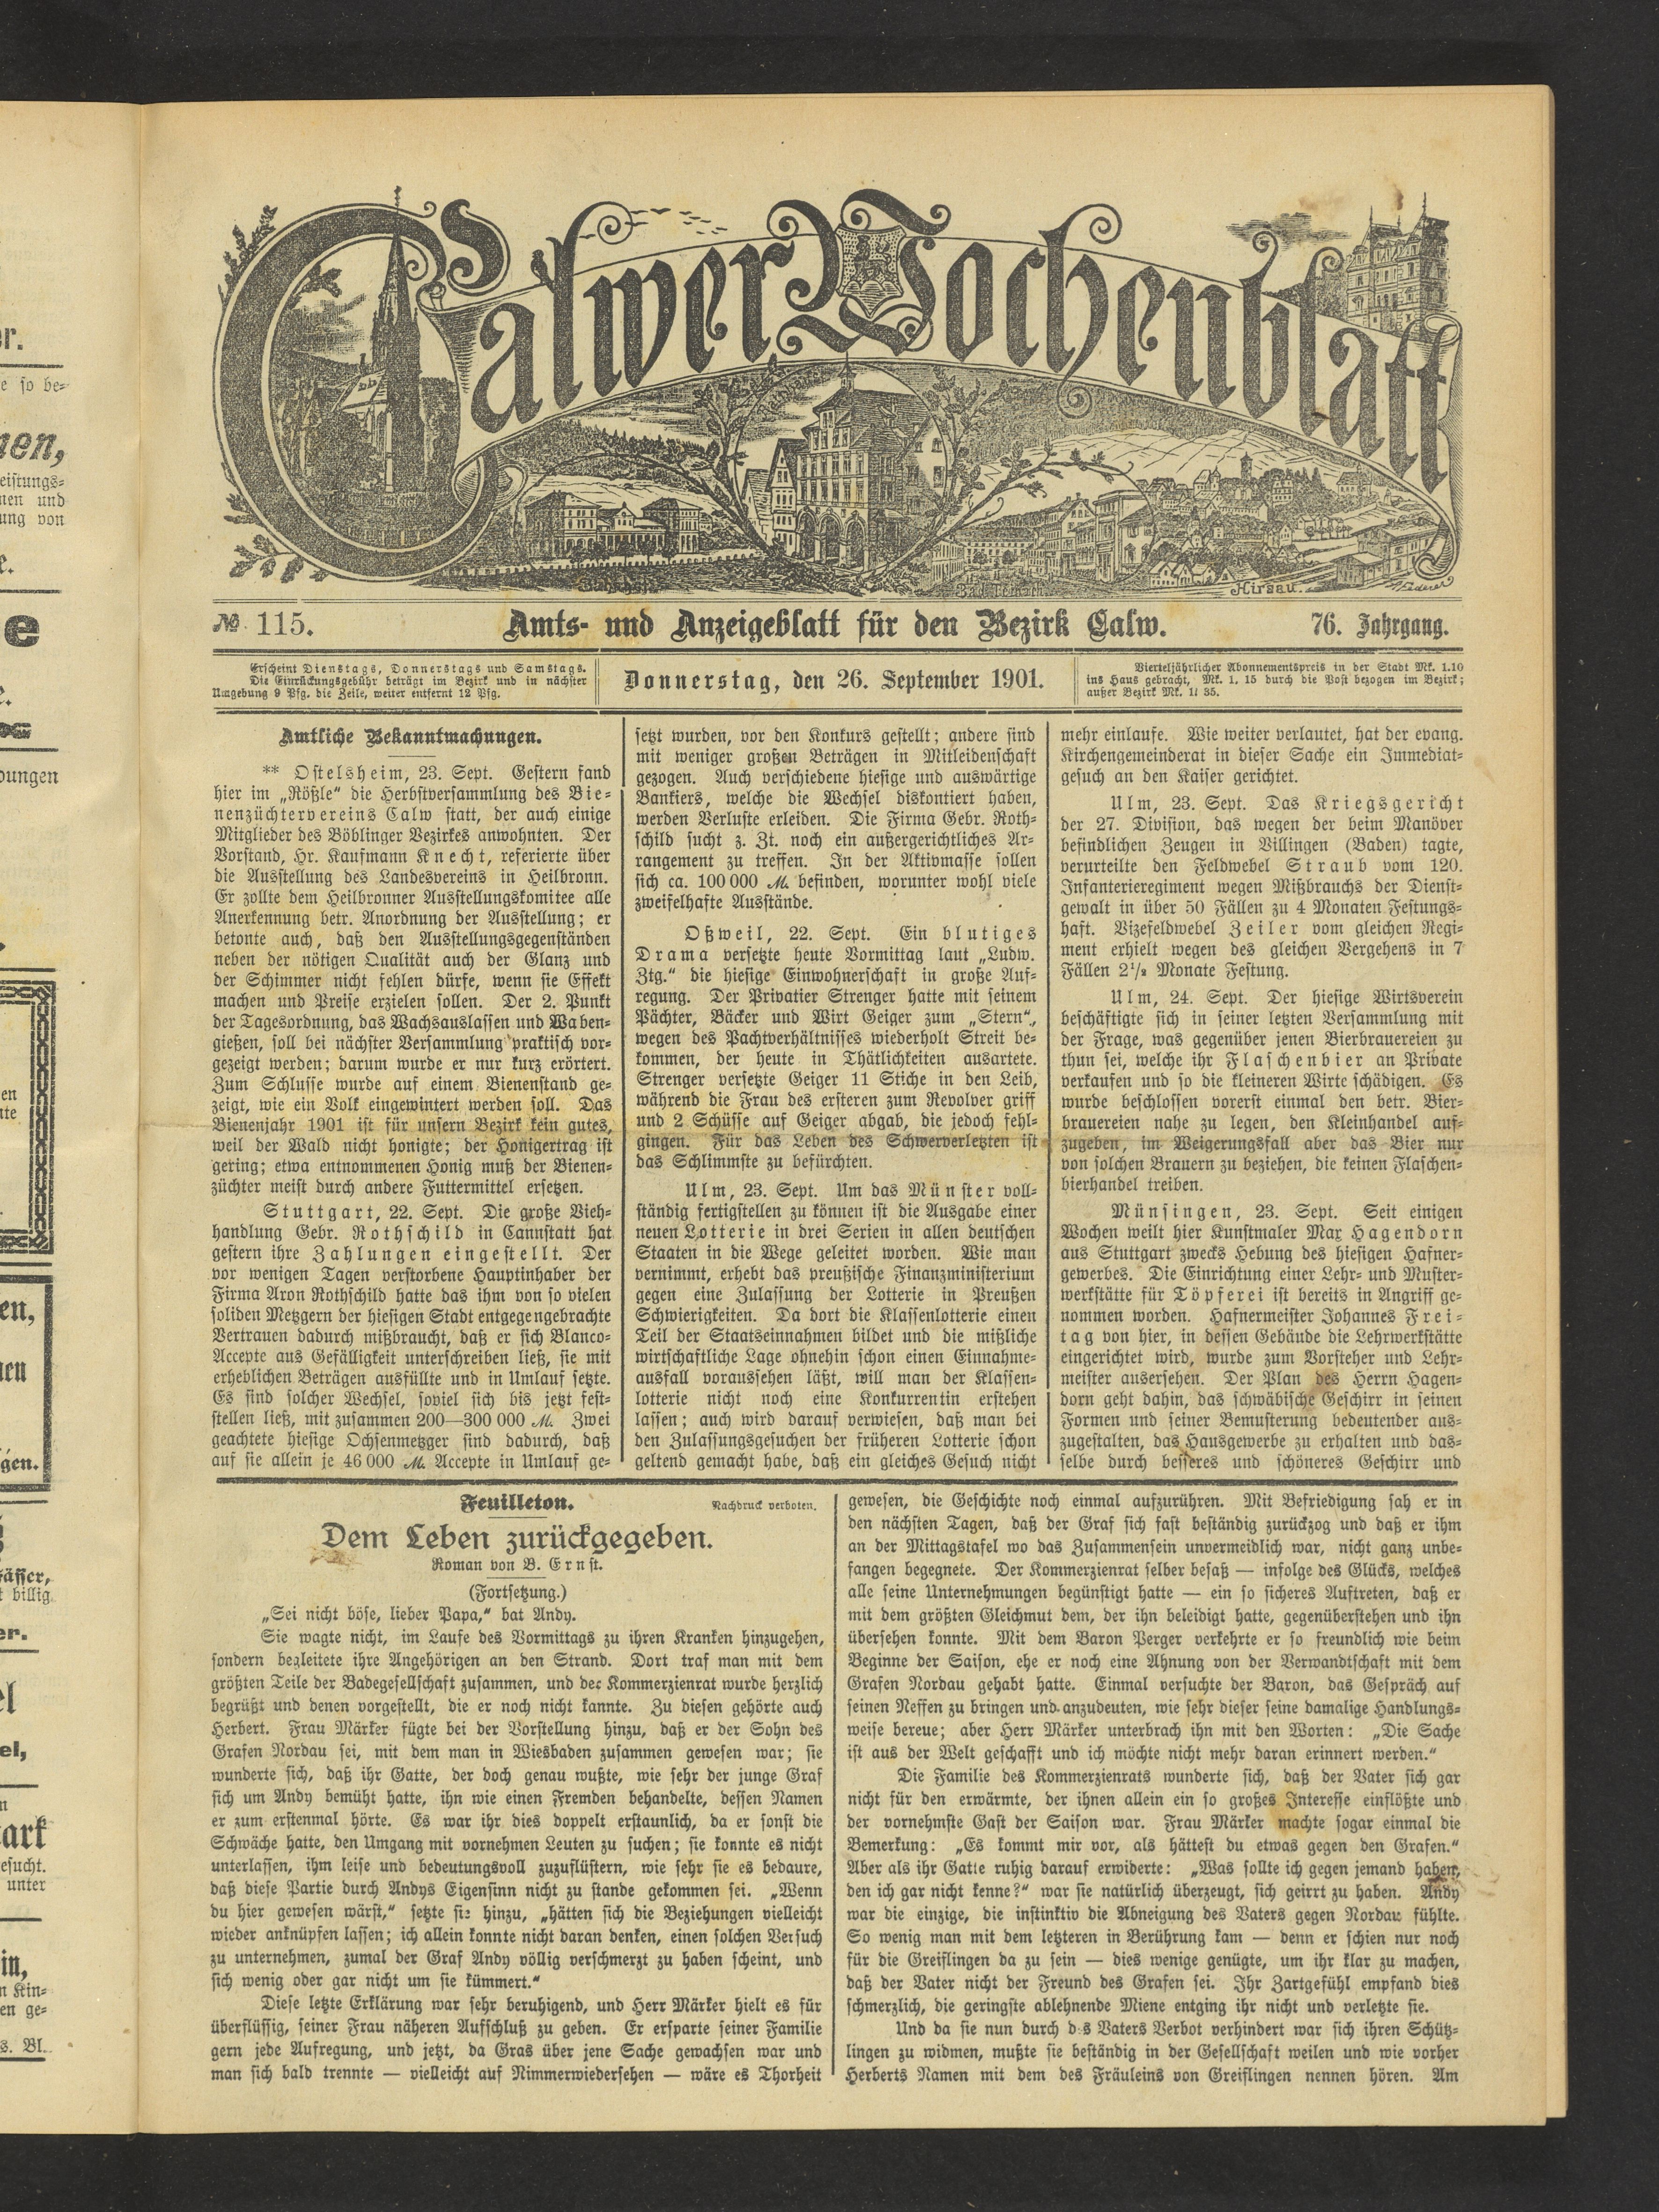 Calwer Wochenblatt
Bad Teinach.
Hirsau.
№ 115.
Amts- und Anzeigeblatt für den Bezirk Calw.
76. Jahrgang.
Erscheint Dienstags, Donnerstags und Samstags.
Die Einrückungsgebühr beträgt im Bezirk und in nächster
Umgebung 9 Pfg. die Zeile, weiter entfernt 12 Pfg.
Donnerstag, den 26. September 1901.
Vierteljährlicher Abonnementspreis in der Stadt Mk. 1.10
ins Haus gebracht, Mk. 1. 15 durch die Post bezogen im Bezirk;
außer Bezirk Mk. 1. 35.
Amtliche Bekanntmachungen.
** Ostelsheim, 23. Sept. Gestern fand
hier im „Rößle“ die Herbstversammlung des Bie-
nenzüchtervereins Calw statt, der auch einige
Mitglieder des Böblinger Bezirkes anwohnten. Der
Vorstand, Hr. Kaufmann Knecht, referierte über
die Ausstellung des Landesvereins in Heilbronn.
Er zollte dem Heilbronner Ausstellungskomitee alle
Anerkennung betr. Anordnung der Ausstellung; er
betonte auch, daß den Ausstellungsgegenständen
neben der nötigen Qualität auch der Glanz und
der Schimmer nicht fehlen dürfe, wenn sie Effekt
machen und Preise erzielen sollen. Der 2. Punkt
der Tagesordnung, das Wachsauslassen und Waben-
gießen, soll bei nächster Versammlung praktisch vor-
gezeigt werden; darum wurde er nur kurz erörtert.
Zum Schlusse wurde auf einem Bienenstand ge-
zeigt, wie ein Volk eingewintert werden soll. Das
Bienenjahr 1901 ist für unsern Bezirk kein gutes,
weil der Wald nicht honigte; der Honigertrag ist
gering; etwa entnommenen Honig muß der Bienen-
züchter meist durch andere Futtermittel ersetzen.
Stuttgart, 22. Sept. Die große Vieh-
handlung Gebr. Rothschild in Cannstatt hat
gestern ihre Zahlungen eingestellt. Der
vor wenigen Tagen verstorbene Hauptinhaber der
Firma Aron Rothschild hatte das ihm von so vielen
soliden Metzgern der hiesigen Stadt entgegengebrachte
Vertrauen dadurch mißbraucht, daß er sich Blanco-
Accepte aus Gefälligkeit unterschreiben ließ, sie mit
erheblichen Beträgen ausfüllte und in Umlauf setzte.
Es sind solcher Wechsel, soviel sich bis jetzt fest-
stellen ließ, mit zusammen 200—300 000 M. Zwei
geachtete hiesige Ochsenmetzger sind dadurch, daß
auf sie allein je 46 000 M. Accepte in Umlauf ge-
setzt wurden, vor den Konkurs gestellt; andere sind
mit weniger großen Beträgen in Mitleidenschaft
gezogen. Auch verschiedene hiesige und auswärtige
Bankiers, welche die Wechsel diskontiert haben,
werden Verluste erleiden. Die Firma Gebr. Roth-
schild sucht z. Zt. noch ein außergerichtliches Ar-
rangement zu treffen. In der Aktivmasse sollen
sich ca. 100 000 M. befinden, worunter wohl viele
zweifelhafte Ausstände.
Oßweil, 22. Sept. Ein blutiges
Drama versetzte heute Vormittag laut „Ludw.
Ztg.“ die hiesige Einwohnerschaft in große Auf-
regung. Der Privatier Strenger hatte mit seinem
Pächter, Bäcker und Wirt Geiger zum „Stern“,
wegen des Pachtverhältnisses wiederholt Streit be-
kommen, der heute in Thätlichkeiten ausartete.
Strenger versetzte Geiger 11 Stiche in den Leib,
während die Frau des ersteren zum Revolver griff
und 2 Schüsse auf Geiger abgab, die jedoch fehl-
gingen. Für das Leben des Schwerverletzten ist
das Schlimmste zu befürchten.
Ulm, 23. Sept. Um das Münster voll-
ständig fertigstellen zu können ist die Ausgabe einer
neuen Lotterie in drei Serien in allen deutschen
Staaten in die Wege geleitet worden. Wie man
vernimmt, erhebt das preußische Finanzministerium
gegen eine Zulassung der Lotterie in Preußen
Schwierigkeiten. Da dort die Klassenlotterie einen
Teil der Staatseinnahmen bildet und die mißliche
wirtschaftliche Lage ohnehin schon einen Einnahme-
ausfall voraussehen läßt, will man der Klassen-
lotterie nicht noch eine Konkurrentin erstehen
lassen; auch wird darauf verwiesen, daß man bei
den Zulassungsgesuchen der früheren Lotterie schon
geltend gemacht habe, daß ein gleiches Gesuch nicht
mehr einlaufe. Wie weiter verlautet, hat der evang.
Kirchengemeinderat in dieser Sache ein Immediat-
gesuch an den Kaiser gerichtet.
Ulm, 23. Sept. Das Kriegsgericht
der 27. Division, das wegen der beim Manöver
befindlichen Zeugen in Villingen (Baden) tagte,
verurteilte den Feldwebel Straub vom 120.
Infanterieregiment wegen Mißbrauchs der Dienst-
gewalt in über 50 Fällen zu 4 Monaten Festungs-
haft. Vizefeldwebel Zeiler vom gleichen Regi-
ment erhielt wegen des gleichen Vergehens in 7
Fällen 2½ Monate Festung.
Ulm, 24. Sept. Der hiesige Wirtsverein
beschäftigte sich in seiner letzten Versammlung mit
der Frage, was gegenüber jenen Bierbrauereien zu
thun sei, welche ihr Flaschenbier an Private
verkaufen und so die kleineren Wirte schädigen. Es
wurde beschlossen vorerst einmal den betr. Bier-
brauereien nahe zu legen, den Kleinhandel auf-
zugeben, im Weigerungsfall aber das Bier nur
von solchen Brauern zu beziehen, die keinen Flaschen-
bierhandel treiben.
Münsingen, 23. Sept. Seit einigen
Wochen weilt hier Kunstmaler Max Hagendorn
aus Stuttgart zwecks Hebung des hiesigen Hafner-
gewerbes. Die Einrichtung einer Lehr- und Muster-
werkstätte für Töpferei ist bereits in Angriff ge-
nommen worden. Hafnermeister Johannes Frei-
tag von hier, in dessen Gebäude die Lehrwerkstätte
eingerichtet wird, wurde zum Vorsteher und Lehr-
meister ausersehen. Der Plan des Herrn Hagen-
dorn geht dahin, das schwäbische Geschirr in seinen
Formen und seiner Bemusterung bedeutender aus-
zugestalten, das Hausgewerbe zu erhalten und das-
selbe durch besseres und schöneres Geschirr und
Feuilleton.
Nachdruck verboten.
Dem Leben zurückgegeben.
Roman von B. Ernst.
(Fortsetzung.)
„Sei nicht böse, lieber Papa,“ bat Andy.
Sie wagte nicht, im Laufe des Vormittags zu ihren Kranken hinzugehen,
sondern begleitete ihre Angehörigen an den Strand. Dort traf man mit dem
größten Teile der Badegesellschaft zusammen, und der Kommerzienrat wurde herzlich
begrüßt und denen vorgestellt, die er noch nicht kannte. Zu diesen gehörte auch
Herbert. Frau Märker fügte bei der Vorstellung hinzu, daß er der Sohn des
Grafen Nordau sei, mit dem man in Wiesbaden zusammen gewesen war; sie
wunderte sich, daß ihr Gatte, der doch genau wußte, wie sehr der junge Graf
sich um Andy bemüht hatte, ihn wie einen Fremden behandelte, dessen Namen
er zum erstenmal hörte. Es war ihr dies doppelt erstaunlich, da er sonst die
Schwäche hatte, den Umgang mit vornehmen Leuten zu suchen; sie konnte es nicht
unterlassen, ihm leise und bedeutungsvoll zuzuflüstern, wie sehr sie es bedaure,
daß diese Partie durch Andys Eigensinn nicht zu stande gekommen sei. „Wenn
du hier gewesen wärst,“ setzte sie hinzu, „hätten sich die Beziehungen vielleicht
wieder anknüpfen lassen; ich allein konnte nicht daran denken, einen solchen Versuch
zu unternehmen, zumal der Graf Andy völlig verschmerzt zu haben scheint, und
sich wenig oder gar nicht um sie kümmert.“
Diese letzte Erklärung war sehr beruhigend, und Herr Märker hielt es für
überflüssig, seiner Frau näheren Aufschluß zu geben. Er ersparte seiner Familie
gern jede Aufregung, und jetzt, da Gras über jene Sache gewachsen war und
man sich bald trennte — vielleicht auf Nimmerwiedersehen — wäre es Thorheit
gewesen, die Geschichte noch einmal aufzurühren. Mit Befriedigung sah er in
den nächsten Tagen, daß der Graf sich fast beständig zurückzog und daß er ihm
an der Mittagstafel wo das Zusammensein unvermeidlich war, nicht ganz unbe-
fangen begegnete. Der Kommerzienrat selber besaß — infolge des Glücks, welches
alle seine Unternehmungen begünstigt hatte — ein so sicheres Auftreten, daß er
mit dem größten Gleichmut dem, der ihn beleidigt hatte, gegenüberstehen und ihn
übersehen konnte. Mit dem Baron Perger verkehrte er so freundlich wie beim
Beginne der Saison, ehe er noch eine Ahnung von der Verwandtschaft mit dem
Grafen Nordau gehabt hatte. Einmal versuchte der Baron, das Gespräch auf
seinen Neffen zu bringen und anzudeuten, wie sehr dieser seine damalige Handlungs-
weise bereue; aber Herr Märker unterbrach ihn mit den Worten: „Die Sache
ist aus der Welt geschafft und ich möchte nicht mehr daran erinnert werden.“
Die Familie des Kommerzienrats wunderte sich, daß der Vater sich gar
nicht für den erwärmte, der ihnen allein ein so großes Interesse einflößte und
der vornehmste Gast der Saison war. Frau Märker machte sogar einmal die
Bemerkung: „Es kommt mir vor, als hättest du etwas gegen den Grafen.“
Aber als ihr Gatte ruhig darauf erwiderte: „Was sollte ich gegen jemand haben,
den ich gar nicht kenne?“ war sie natürlich überzeugt, sich geirrt zu haben. Andy
war die einzige, die instinktiv die Abneigung des Vaters gegen Nordau fühlte.
So wenig man mit dem letzteren in Berührung kam — denn er schien nur noch
für die Greiflingen da zu sein — dies wenige genügte, um ihr klar zu machen,
daß der Vater nicht der Freund des Grafen sei. Ihr Zartgefühl empfand dies
schmerzlich, die geringste ablehnende Miene entging ihr nicht und verletzte sie.
Und da sie nun durch d:s Vaters Verbot verhindert war sich ihren Schütz-
lingen zu widmen, mußte sie beständig in der Gesellschaft weilen und wie vorher
Herberts Namen mit dem des Fräuleins von Greiflingen nennen hören. Am